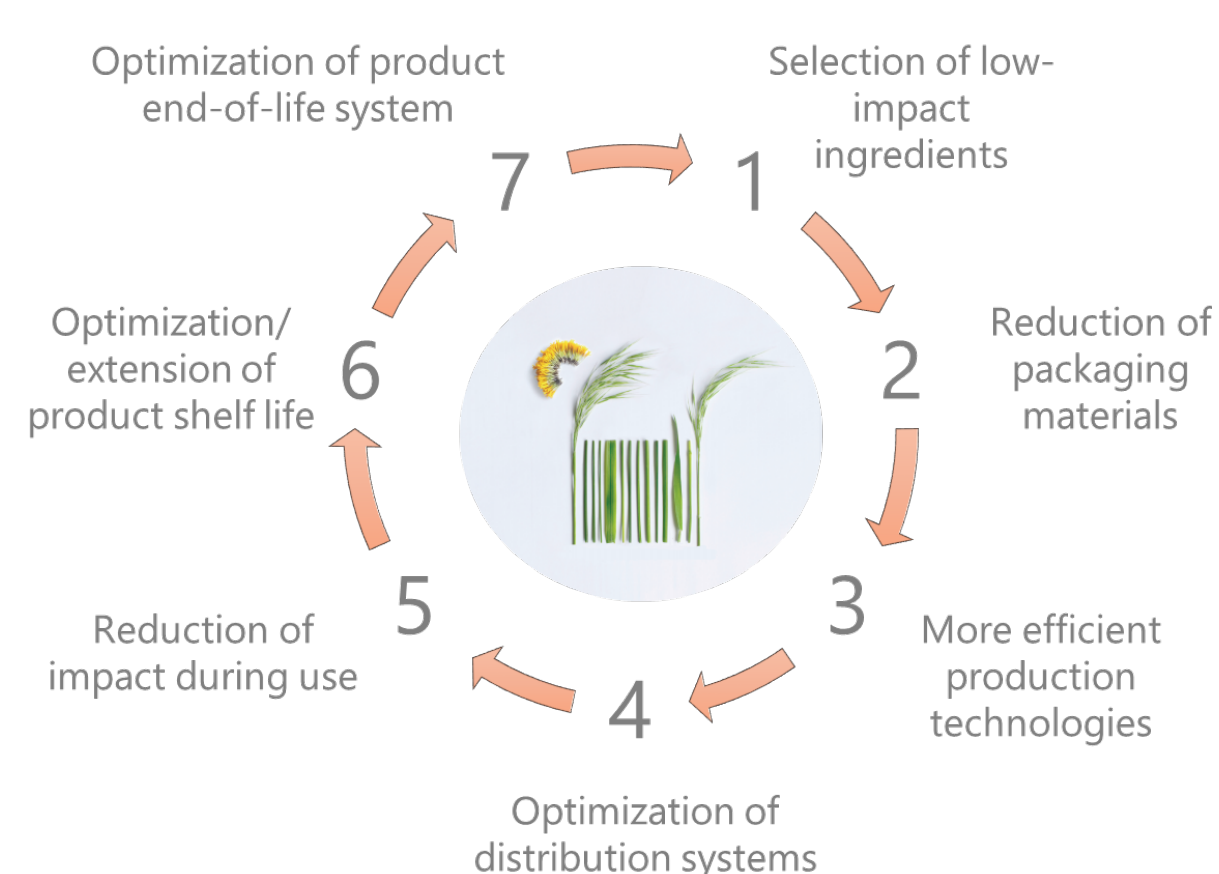 Optimization of product
end-of-life system
7
Selection of low-
impact
ingredients
1
Reduction of
packaging
materials
2
More efficient
production
technologies
3
Optimization of
distribution systems
4
Reduction of
impact during use
5
Optimization/
extension of
product shelf life
6